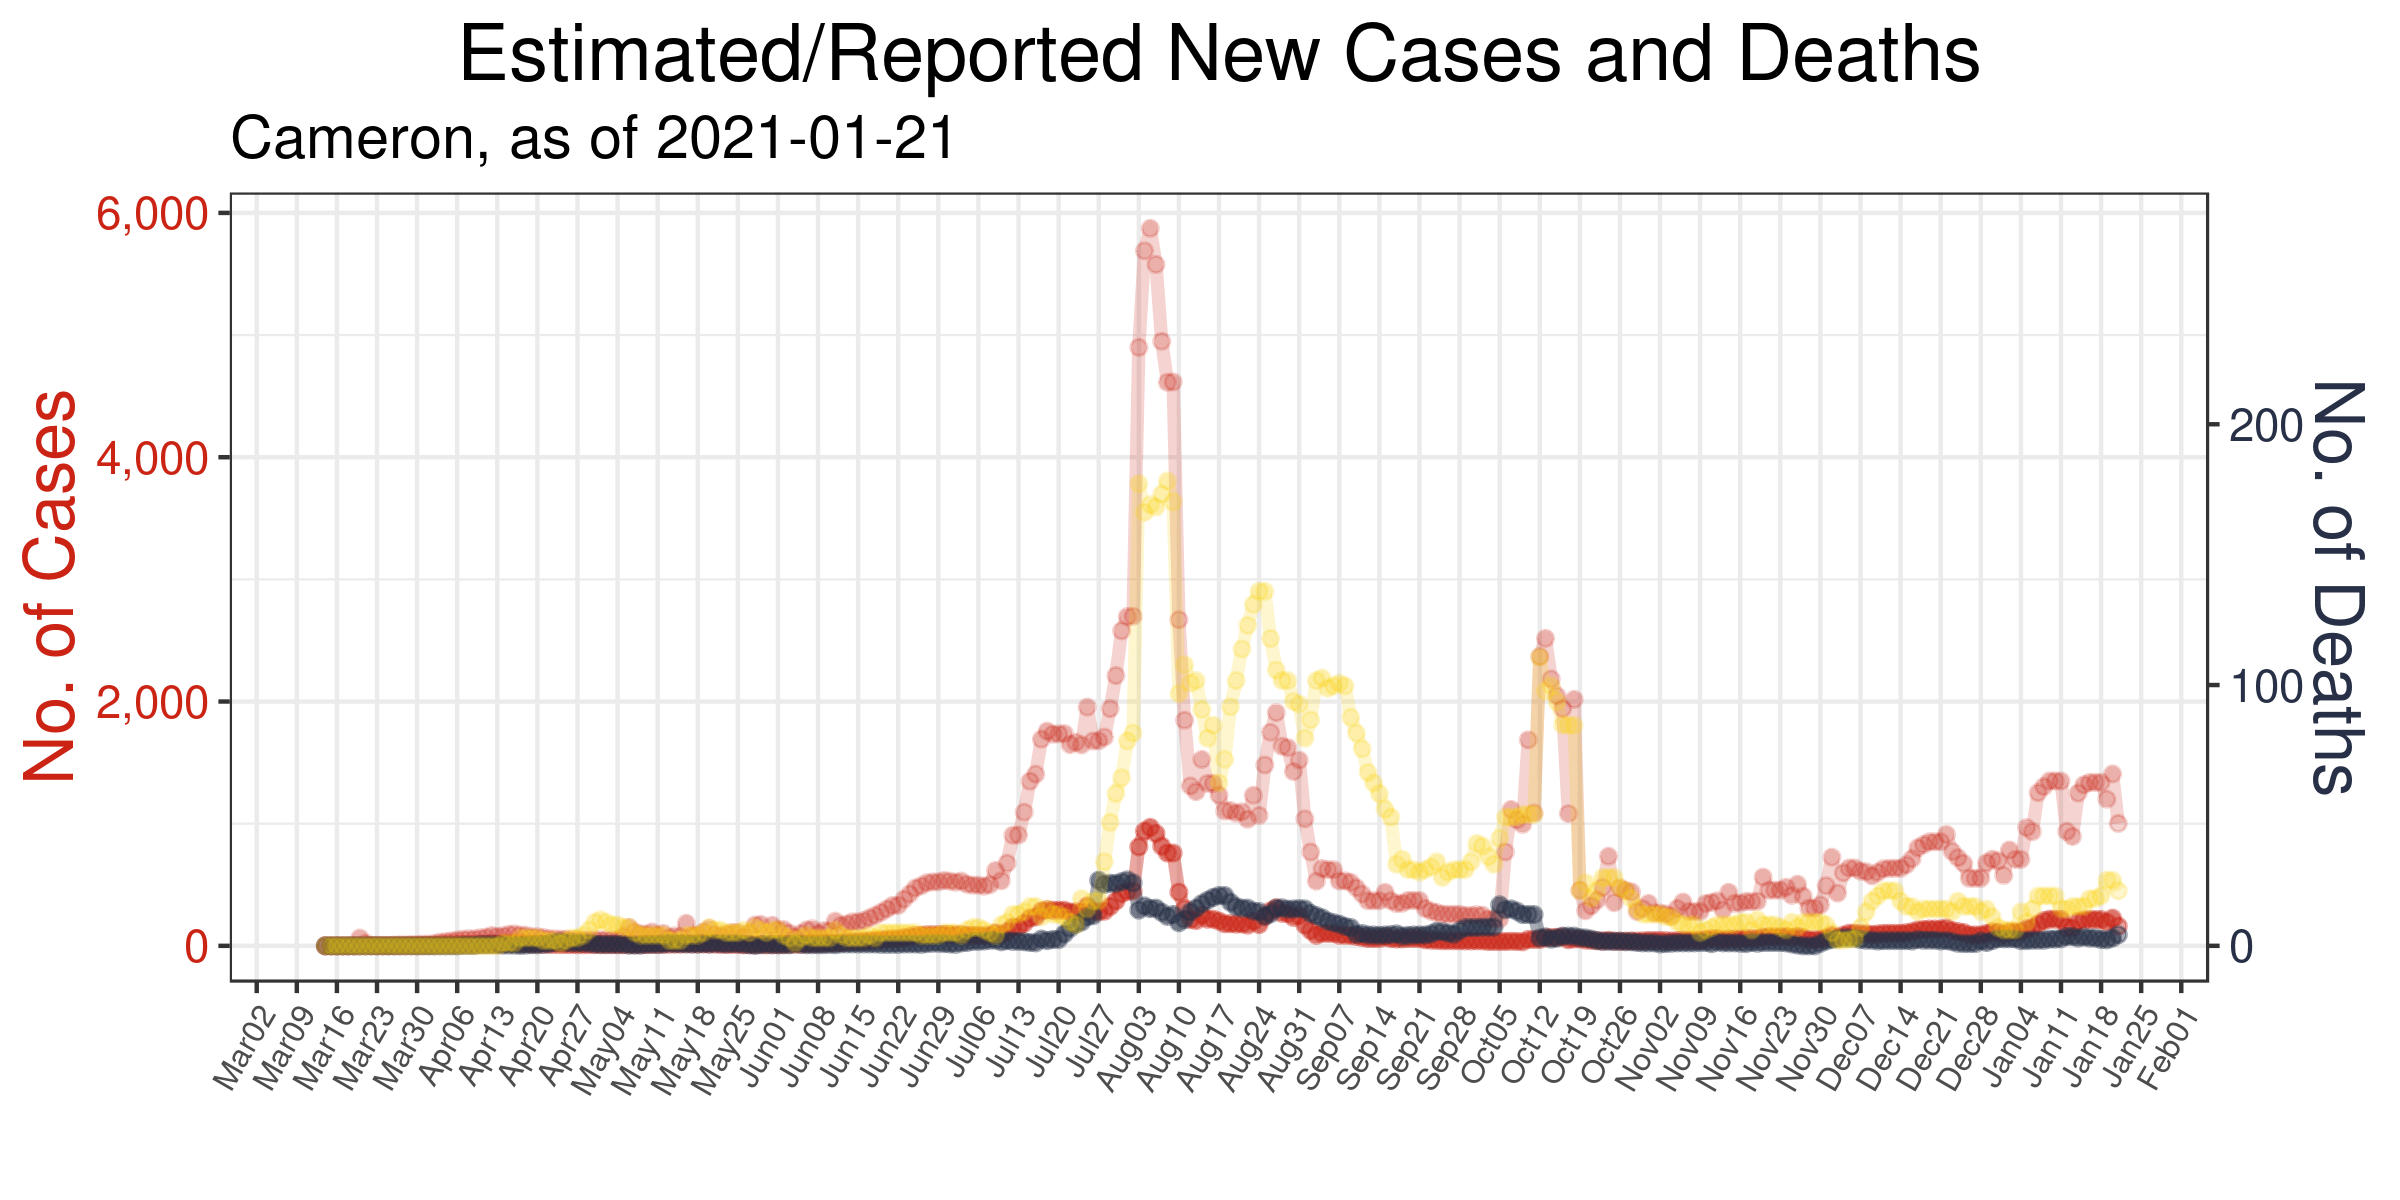 Estimated/Reported New Cases and Deaths
Cameron, as of 2021-01-21
No. of Cases
6,000
4,000
2,000
0
No. of Deaths
200
100
0
Mar02 Mar09 Mar16 Mar23 Mar30 Apr06 Apr13 Apr20 Apr27 May04 May11 May18 May25 Jun01 Jun08 Jun15 Jun22 Jun29 Jul06 Jul13 Jul20 Jul27 Aug03 Aug10 Aug17 Aug24 Aug31 Sep07 Sep14 Sep21 Sep28 Oct05 Oct12 Oct19 Oct26 Nov02 Nov09 Nov16 Nov23 Nov30 Dec07 Dec14 Dec21 Dec28 Jan04 Jan11 Jan18 Jan25 Feb01